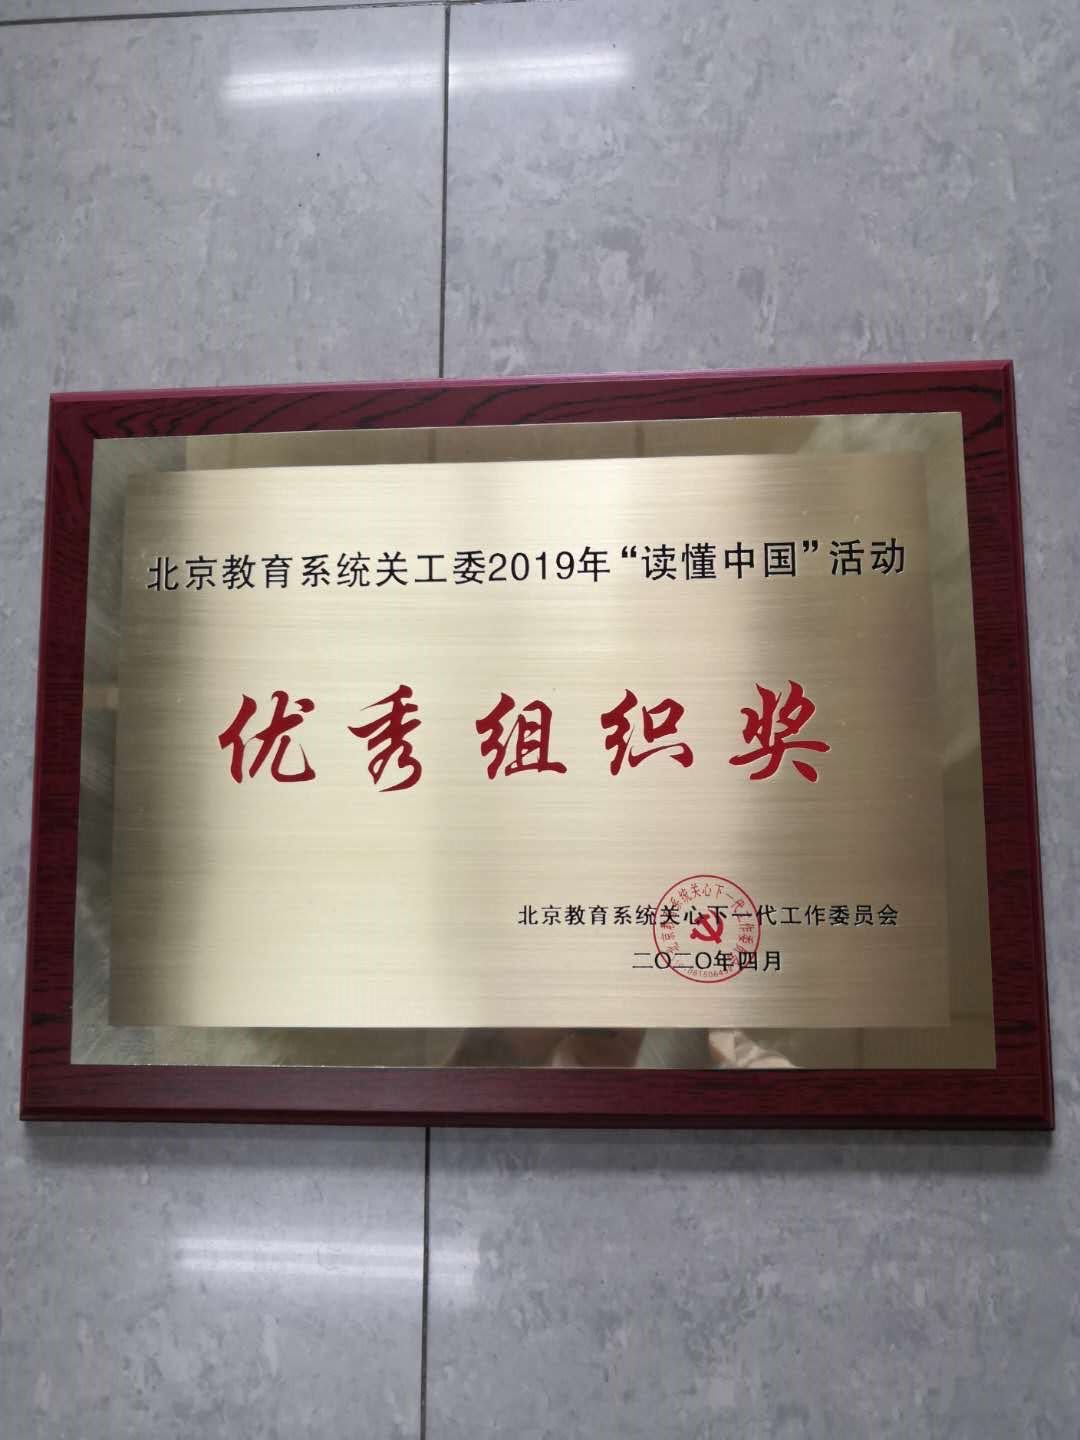 北京教育系统关工委2019年“读懂中国”活动
优秀组织奖
北京教育系统关心下一代工作委员会
二〇二〇年四月